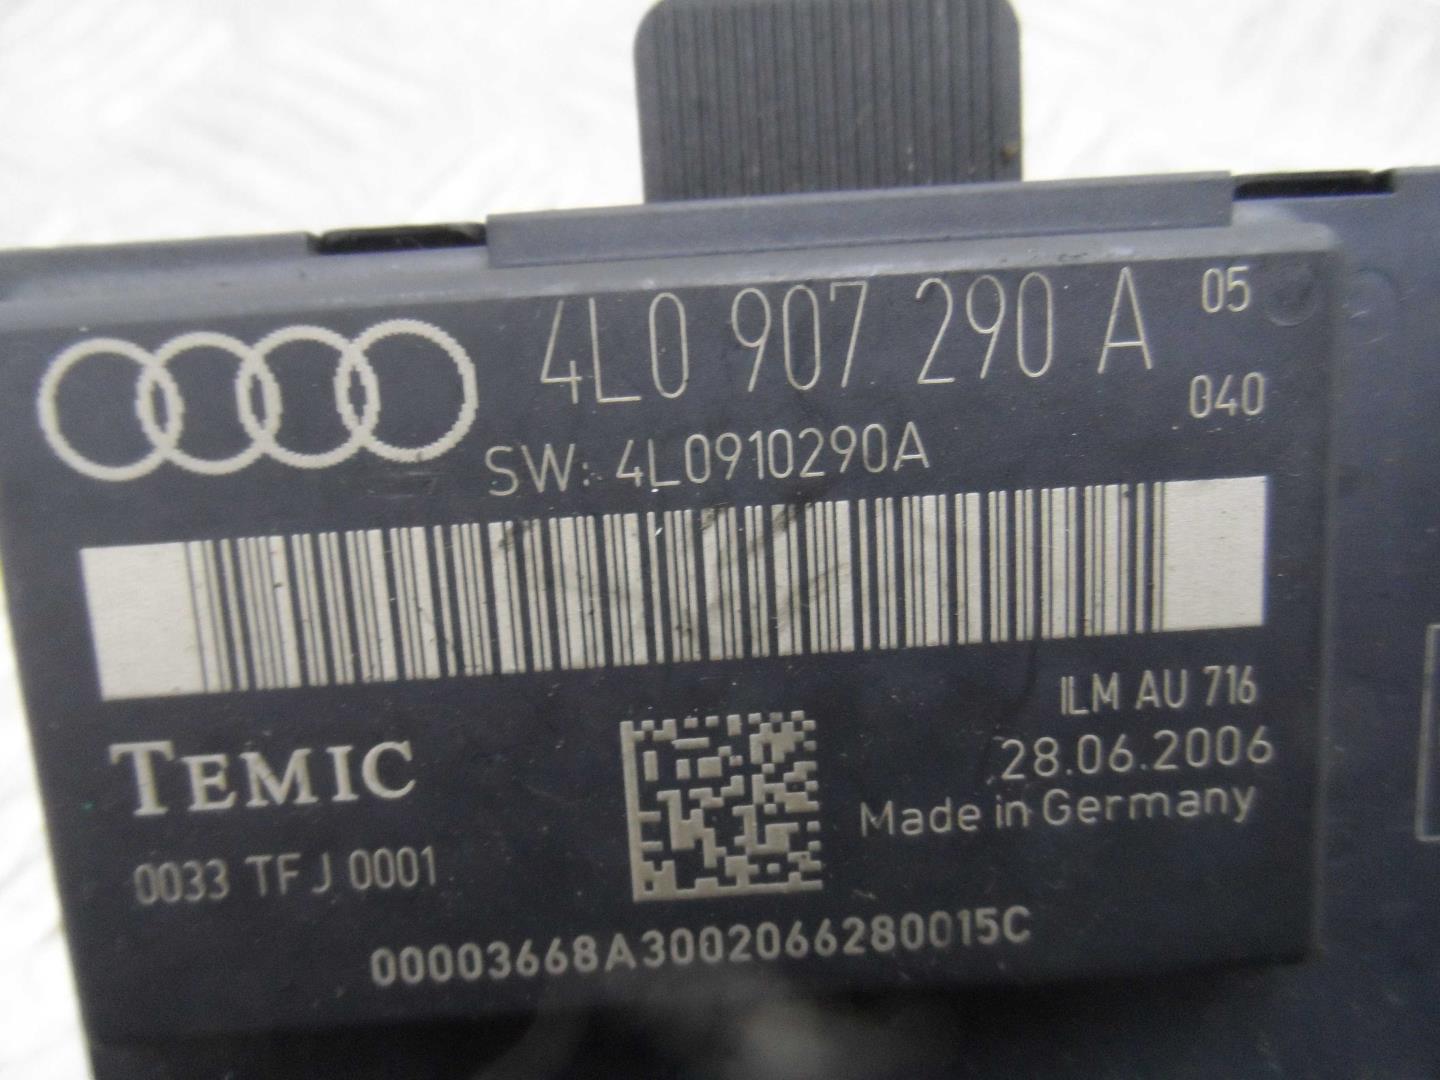 4L0 907 290 A 05
040
SW: 4L0910290A
ILM AU 716
TEMIC
28.06.2006
Made in Germany
0033 TFJ 0001
00003668A3002066280015C